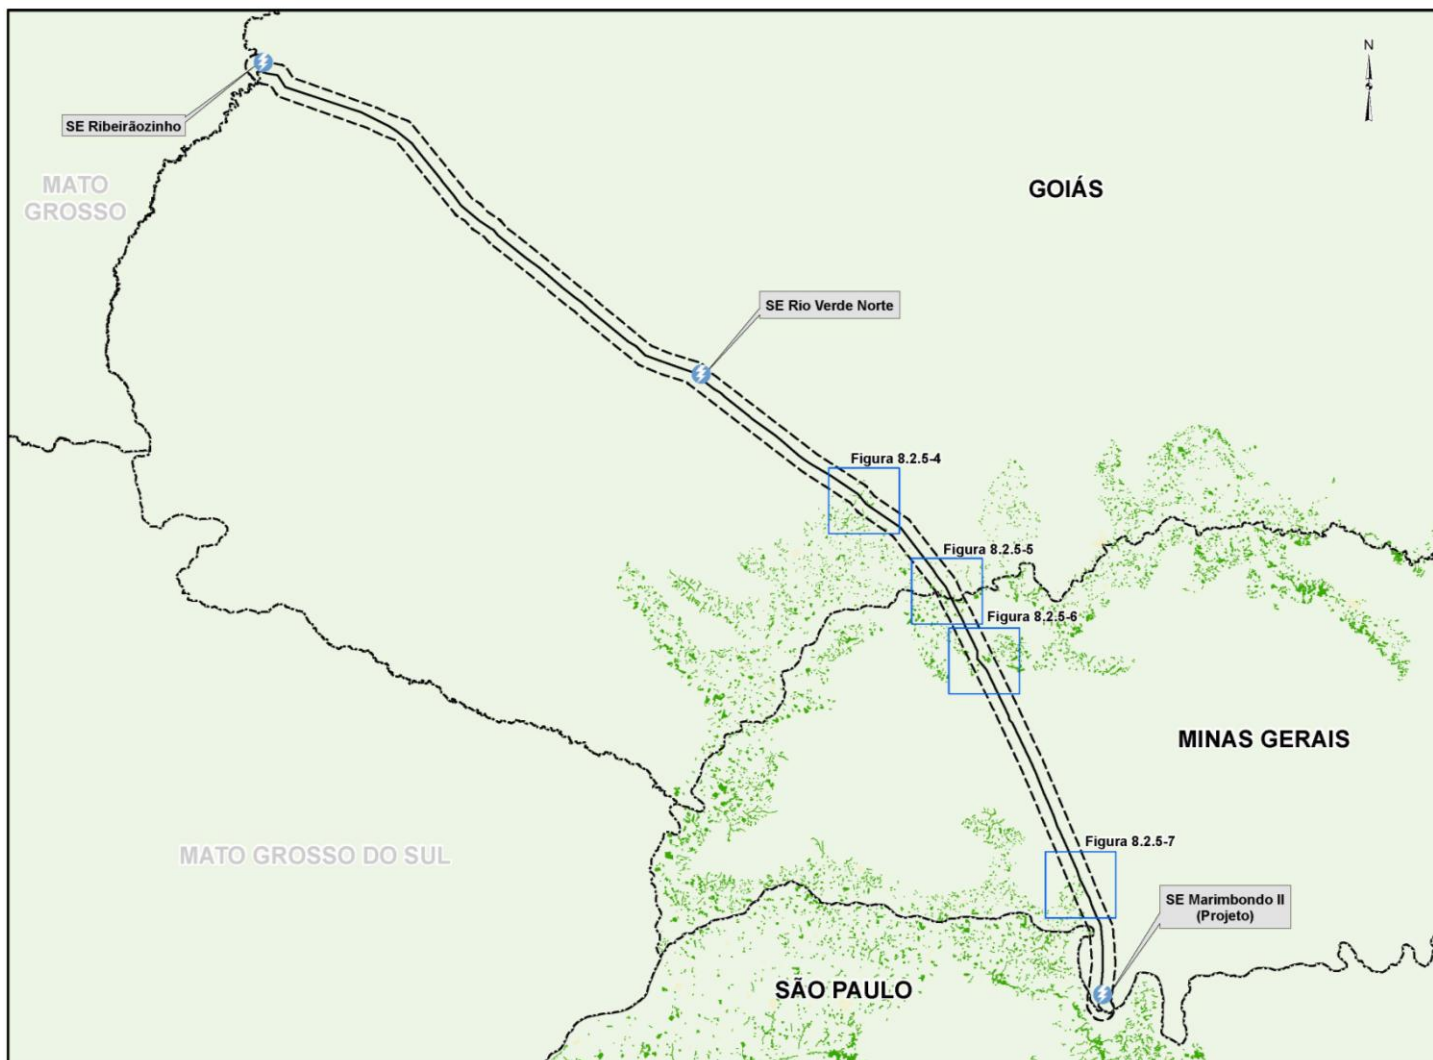 N
SE Ribeirãozinho
MATO
GROSSO
GOIÁS
SE Rio Verde Norte
Figura 8.2.5-4
Figura 8.2.5-5
Figura 8.2.5-6
MINAS GERAIS
Figura 8.2.5-7
MATO GROSSO DO SUL
SE Marimbondo II
(Projeto)
SÃO PAULO